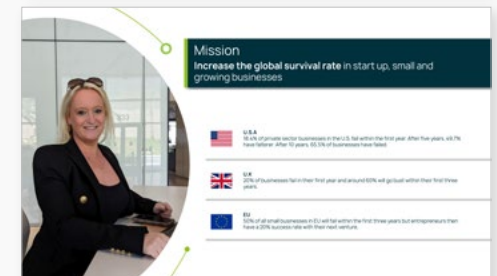 Mission
Increase the global survival rate in start up, small and
growing businesses
U.S.A
of private sector businesses in the U.S. fail within the first year. After five years,
have faltered. After 10 years, 65.5% of businesses have failed.
U.K
20% of businesses fail in their first year and around 60% will go bust within their first three
years.
EU
50% of all small businesses in EU will fail within the first three years but entrepreneurs then
have a 20% success rate with their next venture.